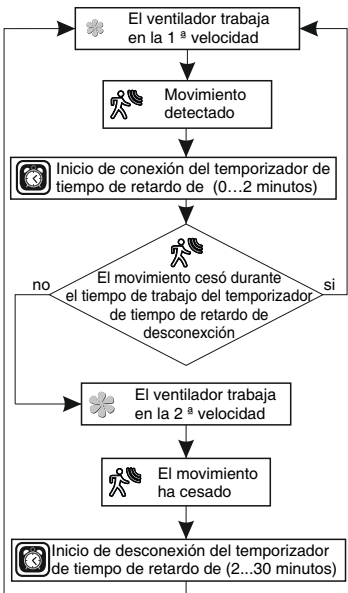 El ventilador trabaja
en la 1 ª velocidad
Movimiento
detectado
Inicio de conexión del temporizador de
tiempo de retardo de (0...2 minutos)
no
si
El movimiento cesó durante
el tiempo de trabajo del temporizador
de tiempo de retardo de
desconexción
El ventilador trabaja
en la 2 ª velocidad
El movimiento
ha cesado
Inicio de desconexión del temporizador
de tiempo de retardo de (2...30 minutos)